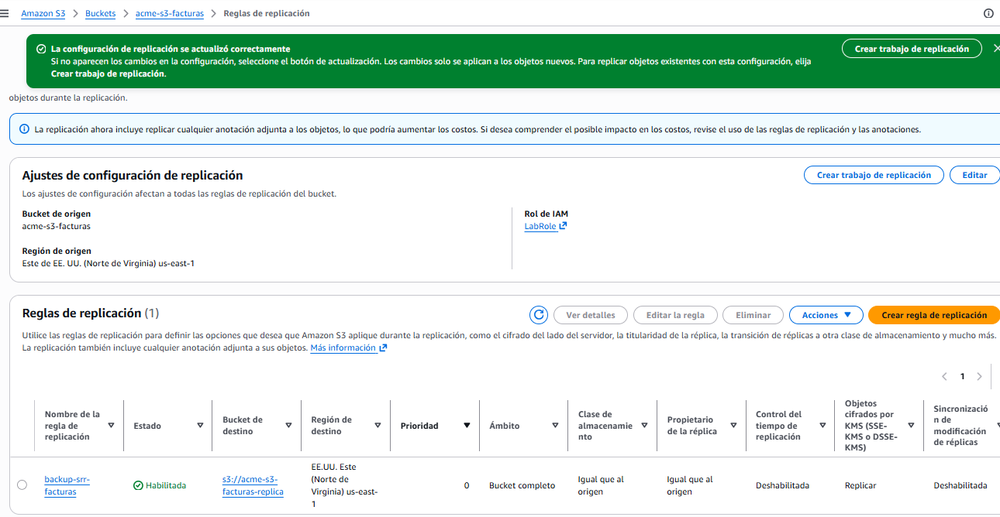 Amazon S3 > Buckets > acme-s3-facturas > Reglas de replicación
La configuración de replicación se actualizó correctamente
Si no aparecen los cambios en la configuración, seleccione el botón de actualización. Los cambios solo se aplican a los objetos nuevos. Para replicar objetos existentes con esta configuración, elija
Crear trabajo de replicación.
Crear trabajo de replicación
objetos durante la replicación.
La replicación ahora incluye replicar cualquier anotación adjunta a los objetos, lo que podría aumentar los costos. Si desea comprender el posible impacto en los costos, revise el uso de las reglas de replicación y las anotaciones.
Ajustes de configuración de replicación
Crear trabajo de replicación
Editar
Los ajustes de configuración afectan a todas las reglas de replicación del bucket.
Bucket de origen
acme-s3-facturas
Región de origen
Este de EE. UU. (Norte de Virginia) us-east-1
Rol de IAM
LabRole
Reglas de replicación (1)
Ver detalles
Editar la regla
Eliminar
Acciones
Crear regla de replicación
Utilice las reglas de replicación para definir las opciones que desea que Amazon S3 aplique durante la replicación, como el cifrado del lado del servidor, la titularidad de la réplica, la transición de réplicas a otra clase de almacenamiento y mucho más.
La replicación también incluye cualquier anotación adjunta a sus objetos. Más información
1
Nombre de la
regla de
replicación
Estado
Bucket de
destino
Región de
destino
Prioridad
Ámbito
Clase de
almacenamie
nto
Propietario
de la réplica
Control del
tiempo de
replicación
Objetos
cifrados por
KMS (SSE-
KMS o DSSE-
KMS)
Sincronizació
n de
modificación
de réplicas
backup-srr-
facturas
Habilitada
s3://acme-s3-
facturas-replica
EE.UU. Este
(Norte de
Virginia) us-east-
1
0
Bucket completo
Igual que al
origen
Igual que al
origen
Deshabilitada
Replicar
Deshabilitada